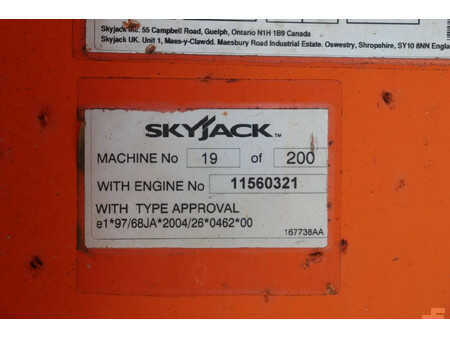 Skyjack Inc. 55 Campbell Road, Guelph, Ontario N1H 1B9 Canada
Skyjack UK. Unit 1, Maes-y-Clawdd. Maesbury Road Industrial Estate. Oswestry, Shropshire, SY10 8NN England
SKYJACK™
MACHINE No 19 of 200
WITH ENGINE No 11560321
WITH TYPE APPROVAL
e1*97/68JA*2004/26*0462*00
167738AA